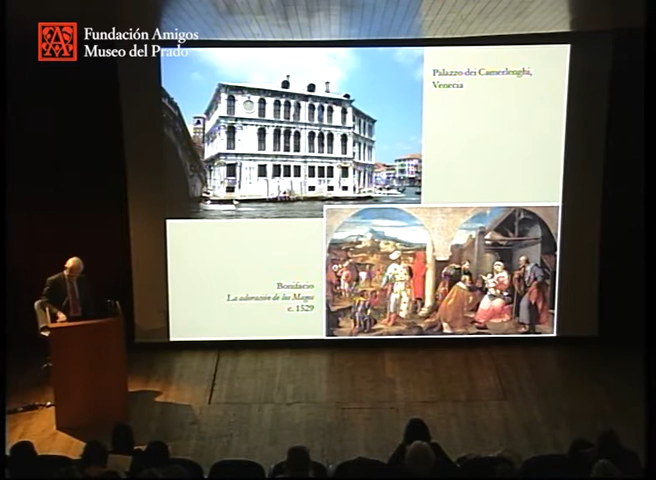 Fundación Amigos
Museo del Prado
Palazzo dei Camerlenghi,
Venecia
Bonifacio
La adoración de los Magos
c. 1529